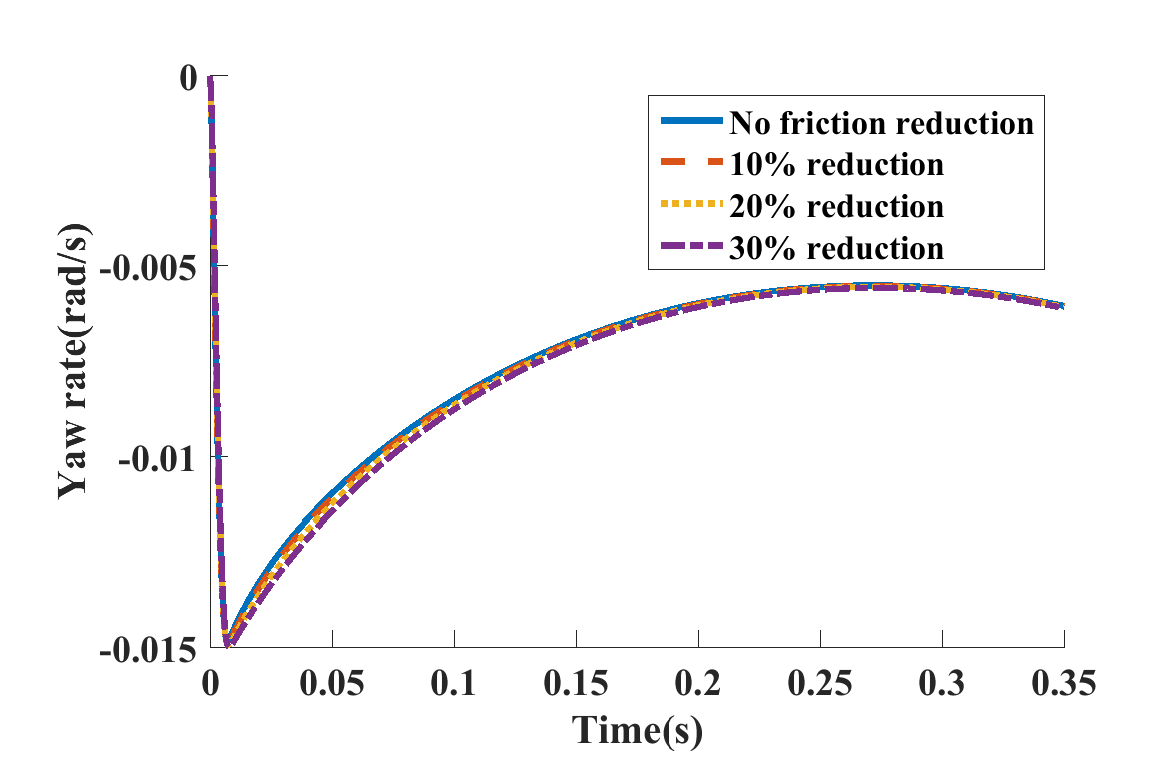 0
-0.005
-0.01
-0.015
Yaw rate(rad/s)
No friction reduction
10% reduction
20% reduction
30% reduction
0 0.05 0.1 0.15 0.2 0.25 0.3 0.35
Time(s)